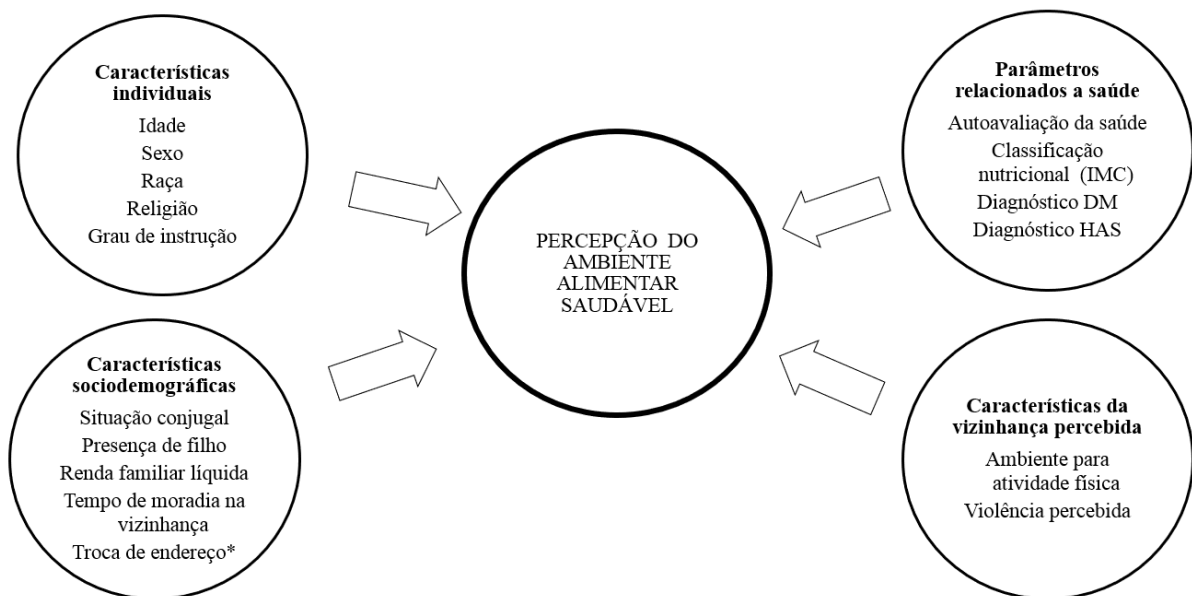 Características
individuais
Idade
Sexo
Raça
Religião
Grau de instrução
Características
sociodemográficas
Situação conjugal
Presença de filho
Renda familiar líquida
Tempo de moradia na
vizinhança
Troca de endereço*
PERCEPÇÃO DO
AMBIENTE
ALIMENTAR
SAUDÁVEL
Parâmetros
relacionados a saúde
Autoavaliação da saúde
Classificação
nutricional (IMC)
Diagnóstico DM
Diagnóstico HAS
Características da
vizinhança percebida
Ambiente para
atividade física
Violência percebida